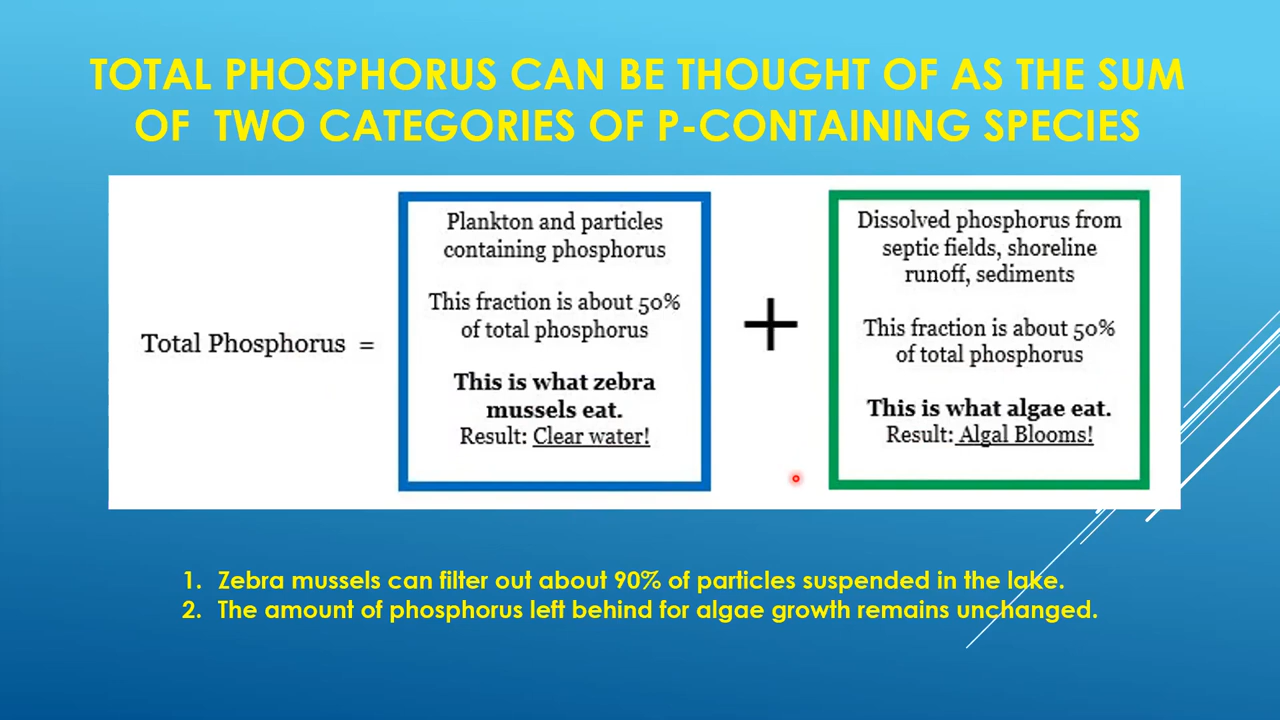 TOTAL PHOSPHORUS CAN BE THOUGHT OF AS THE SUM
OF TWO CATEGORIES OF P-CONTAINING SPECIES
Total Phosphorus =
Plankton and particles
containing phosphorus
This fraction is about 50%
of total phosphorus
This is what zebra
mussels eat.
Result: Clear water!
+
Dissolved phosphorus from
septic fields, shoreline
runoff, sediments
This fraction is about 50%
of total phosphorus
This is what algae eat.
Result: Algal Blooms!
1. Zebra mussels can filter out about 90% of particles suspended in the lake.
2. The amount of phosphorus left behind for algae growth remains unchanged.